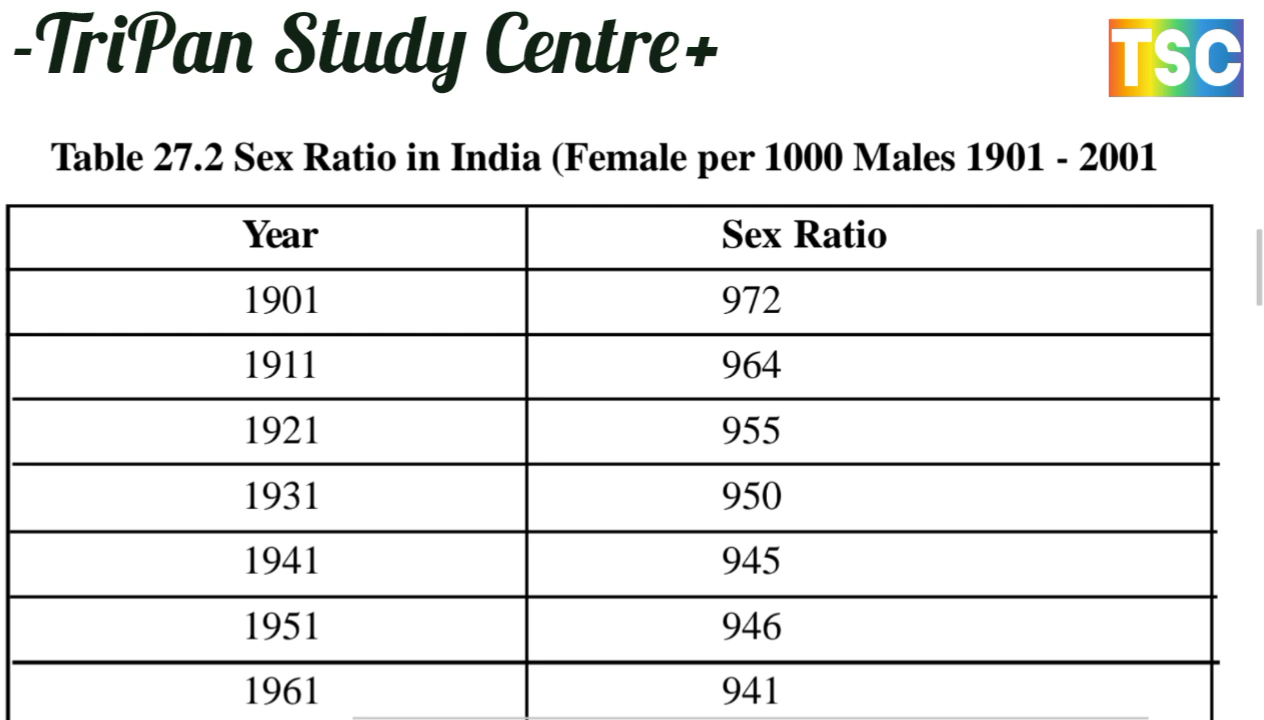 -TriPan Study Centre+
TSC
Table 27.2 Sex Ratio in India (Female per 1000 Males 1901 - 2001
Year Sex Ratio
1901 972
1911 964
1921 955
1931 950
1941 945
1951 946
1961 941